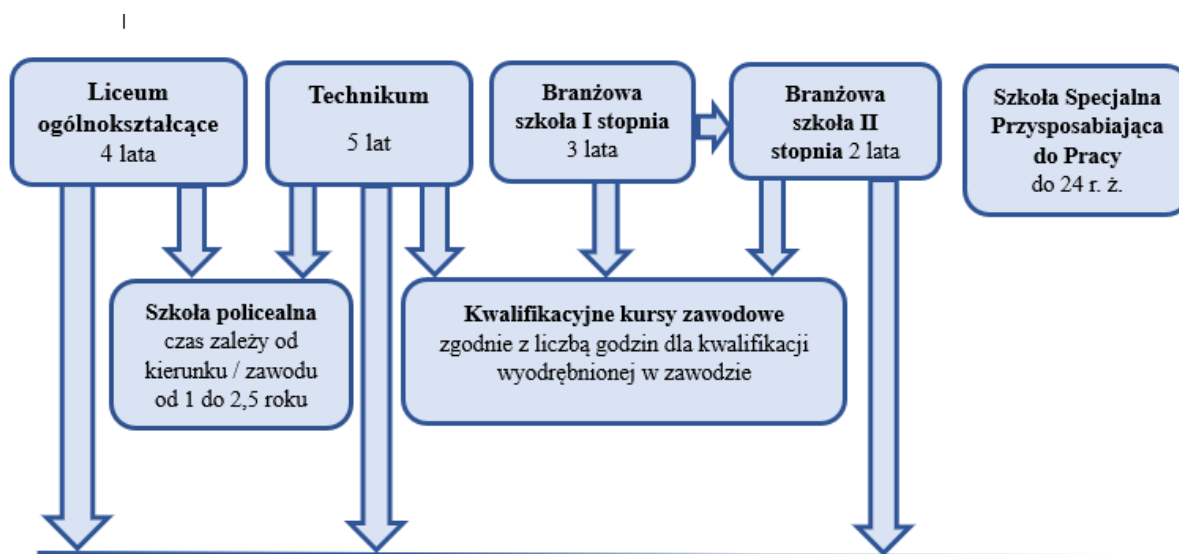 Liceum
ogólnokształcące
4 lata
Technikum
5 lat
Branżowa
szkoła I stopnia
3 lata
Branżowa
szkoła II
stopnia 2 lata
Szkoła Specjalna
Przysposabiająca
do Pracy
do 24 r. ż.
Szkoła policealna
czas zależy od
kierunku / zawodu
od 1 do 2,5 roku
Kwalifikacyjne kursy zawodowe
zgodnie z liczbą godzin dla kwalifikacji
wyodrębnionej w zawodzie